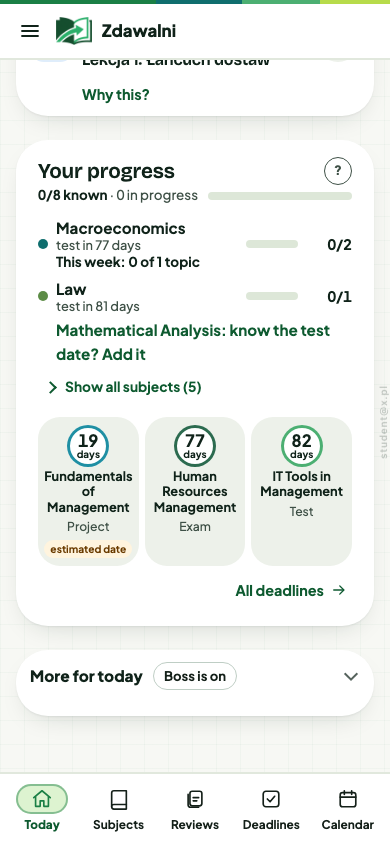 Zdawalni
Lekcja 1. Łańcuch dostaw
Why this?
Your progress
?
0/8 known · 0 in progress
Macroeconomics
test in 77 days
0/2
This week: 0 of 1 topic
Law
test in 81 days
0/1
Mathematical Analysis: know the test
date? Add it
Show all subjects (5)
19
days
Fundamentals
of
Management
Project
estimated date
77
days
Human
Resources
Management
Exam
82
days
IT Tools in
Management
Test
All deadlines
More for today
Boss is on
Today
Subjects
Reviews
Deadlines
Calendar
student@x.pl